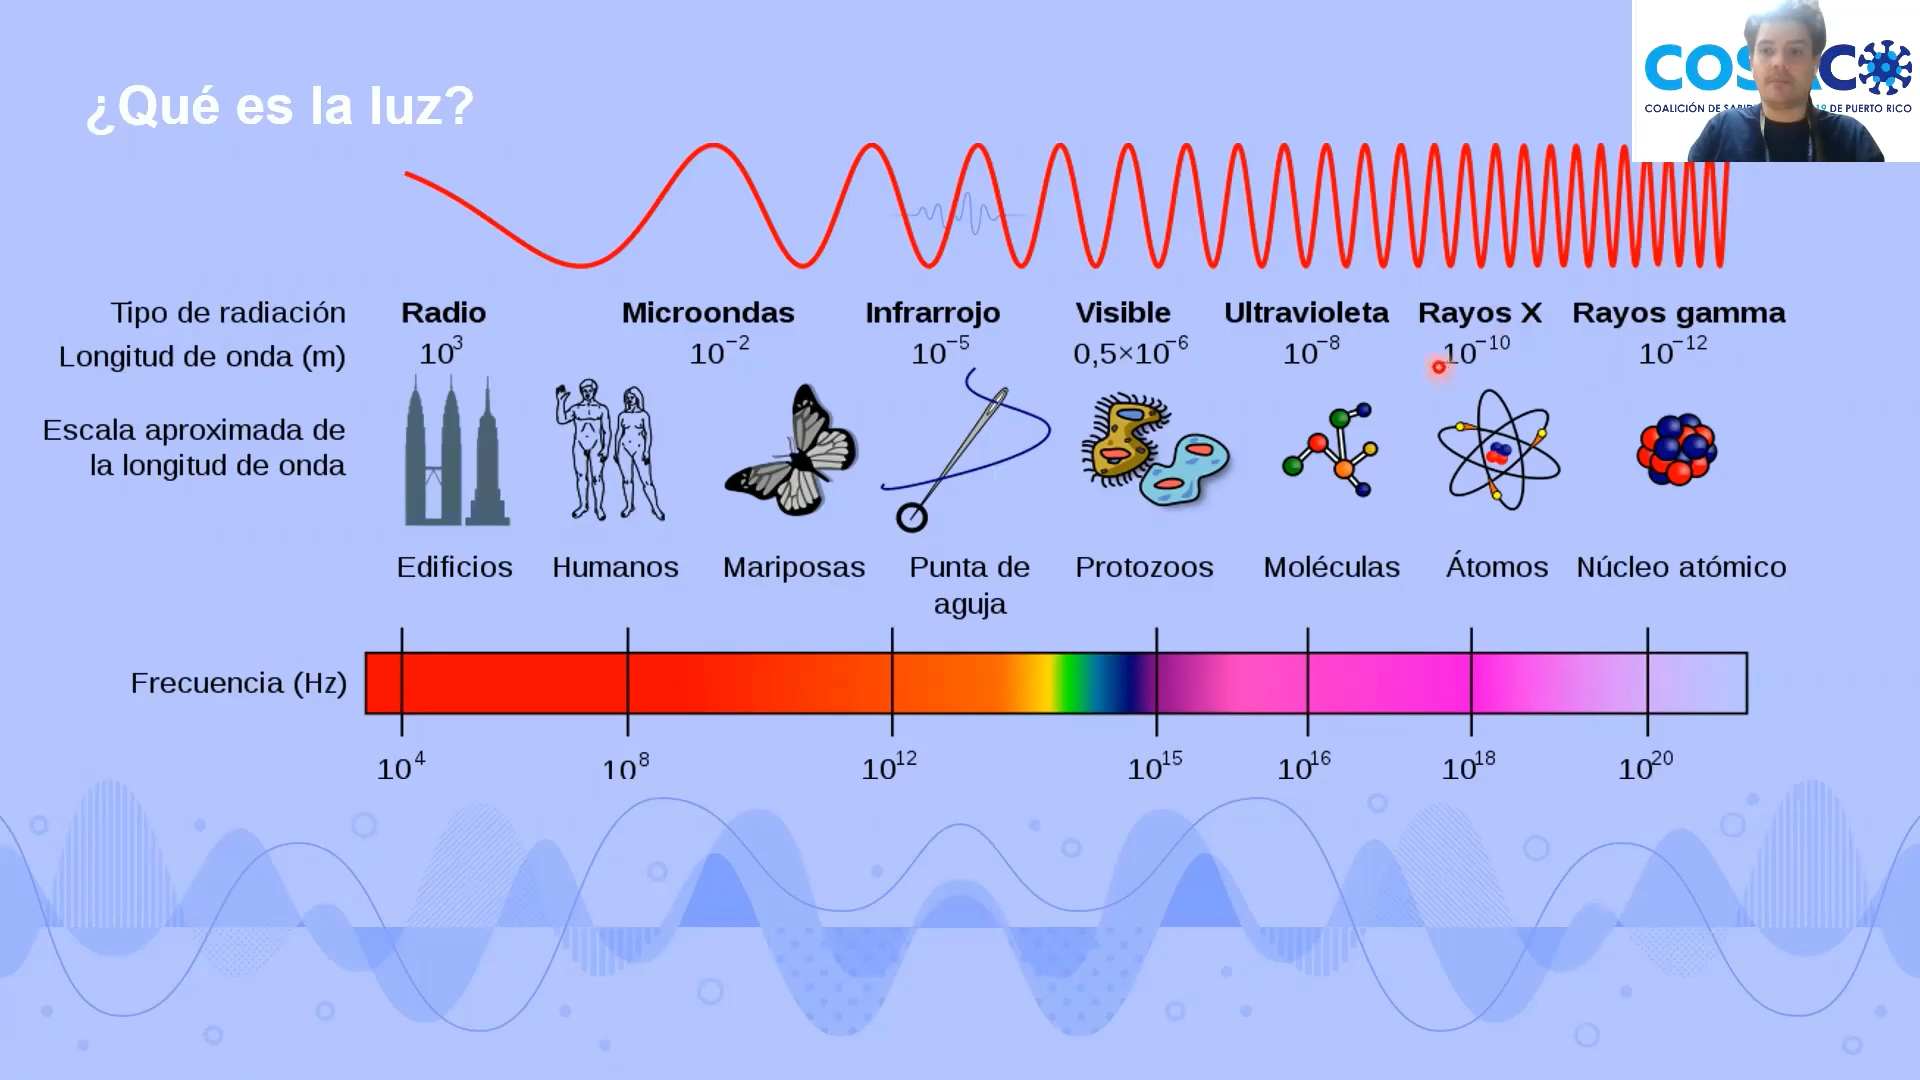 ¿Qué es la luz?
COALICIÓN DE DE PUERTO RICO
Tipo de radiación Radio Microondas Infrarrojo Visible Ultravioleta Rayos X Rayos gamma
Longitud de onda (m) 10³ 10⁻² 10⁻⁵ 0,5×10⁻⁶ 10⁻⁸ 10⁻¹⁰ 10⁻¹²
Escala aproximada de
la longitud de onda
Edificios Humanos Mariposas Punta de Protozoos Moléculas Átomos Núcleo atómico
aguja
Frecuencia (Hz)
10⁴ 10⁸ 10¹² 10¹⁵ 10¹⁶ 10¹⁸ 10²⁰